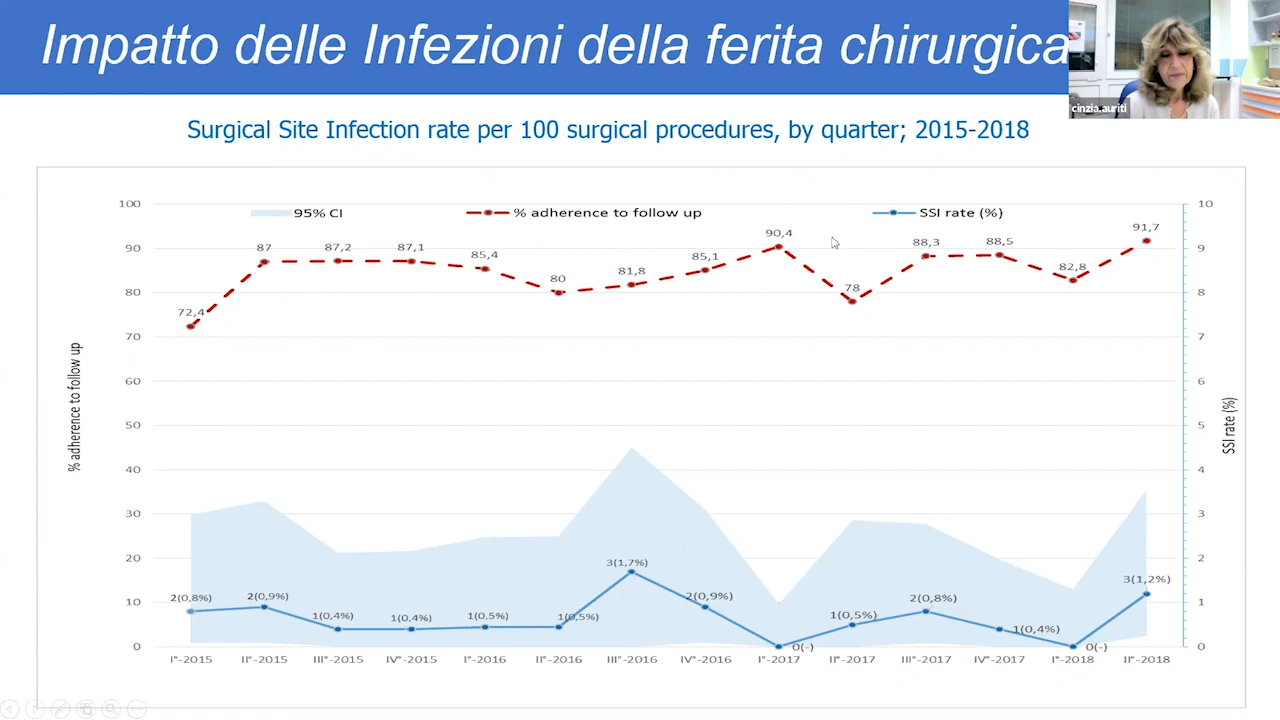 Impatto delle Infezioni della ferita chirurgica
cinzia.auriti
Surgical Site Infection rate per 100 surgical procedures, by quarter; 2015-2018
95% CI
% adherence to follow up
SSI rate (%)
100
90
80
70
60
50
40
30
20
10
0
% adherence to follow up
72,4
87
87,2
87,1
85,4
80
81,8
85,1
90,4
78
88,3
88,5
82,8
91,7
2(0,8%)
2(0,9%)
1(0,4%)
1(0,4%)
1(0,5%)
1(0,5%)
3(1,7%)
2(0,9%)
0(-)
1(0,5%)
2(0,8%)
1(0,4%)
0(-)
3(1,2%)
10
9
8
7
6
5
4
3
2
1
0
SSI rate (%)
I°-2015
II°-2015
III°-2015
IV°-2015
I°-2016
II°-2016
III°-2016
IV°-2016
I°-2017
II°-2017
III°-2017
IV°-2017
I°-2018
II°-2018